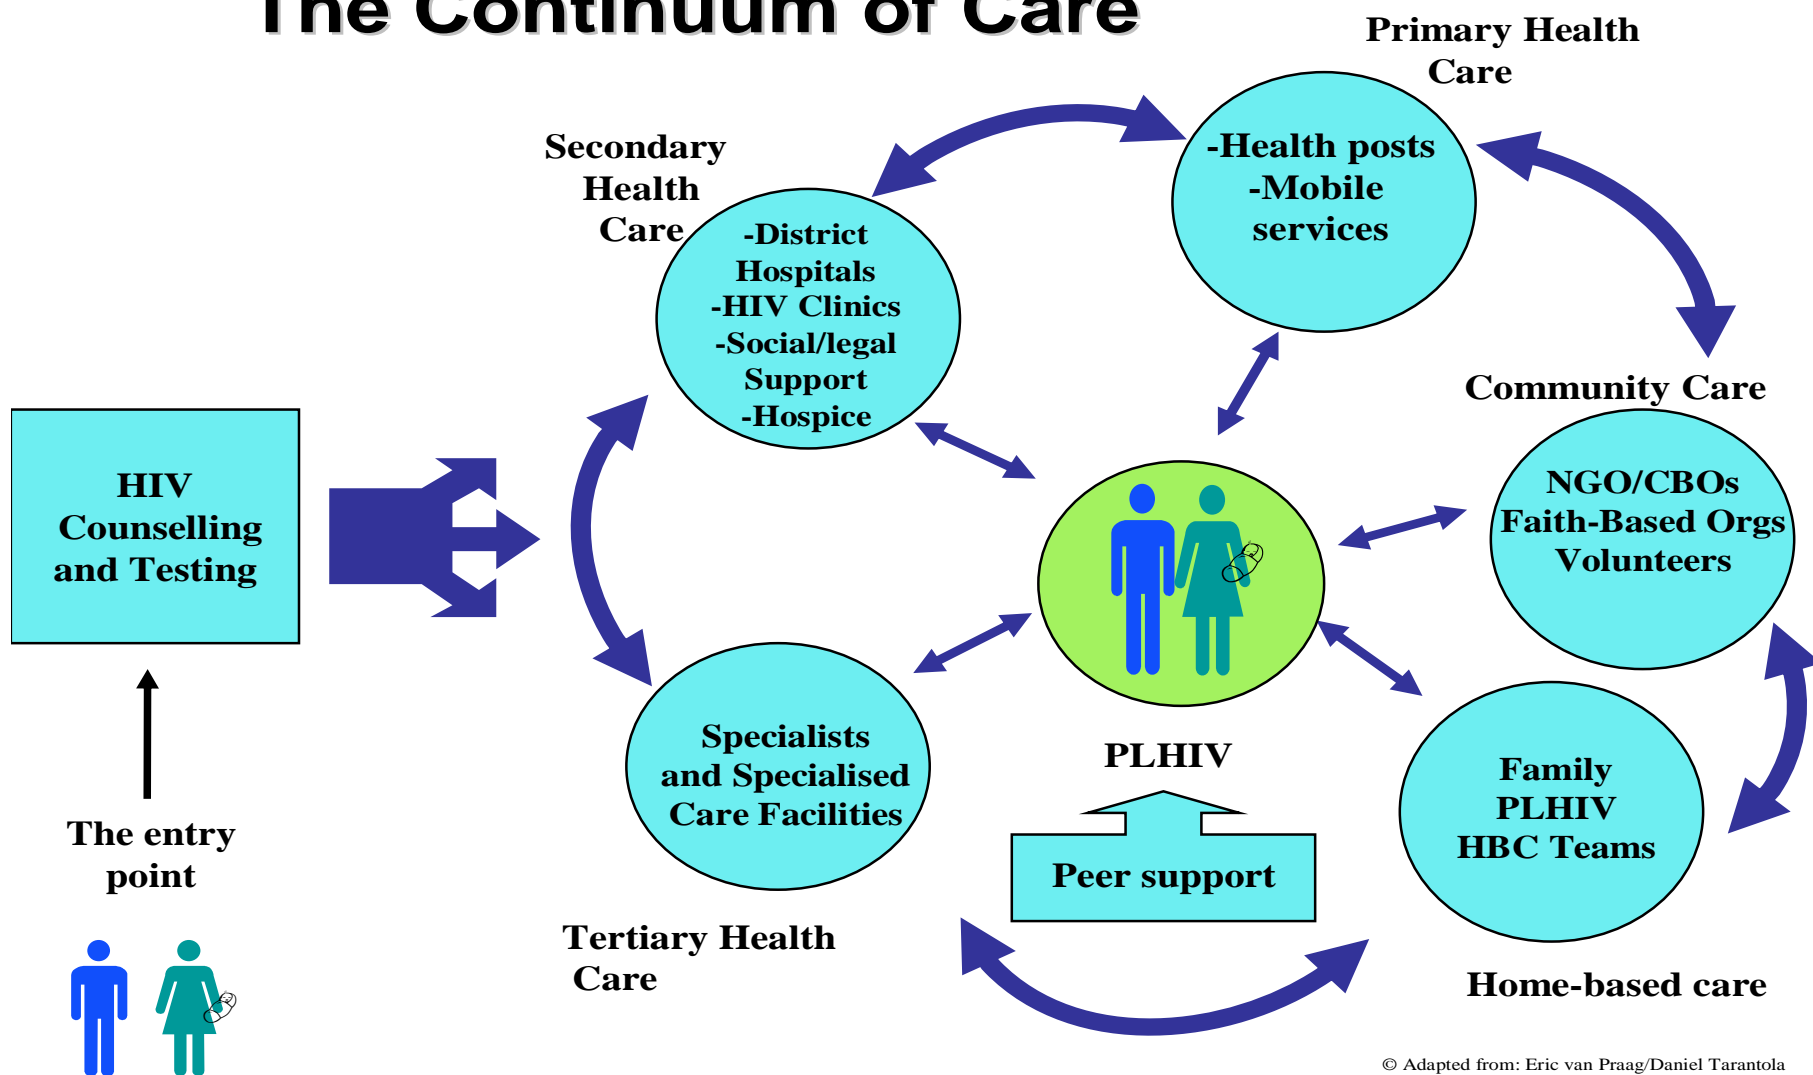 The Continuum of Care
Primary Health
Care
-Health posts
-Mobile
services
Secondary
Health
Care
-District
Hospitals
-HIV Clinics
-Social/legal
Support
-Hospice
Community Care
NGO/CBOs
Faith-Based Orgs
Volunteers
HIV
Counselling
and Testing
The entry
point
Specialists
and Specialised
Care Facilities
Tertiary Health
Care
PLHIV
Peer support
Family
PLHIV
HBC Teams
Home-based care
© Adapted from: Eric van Praag/Daniel Tarantola